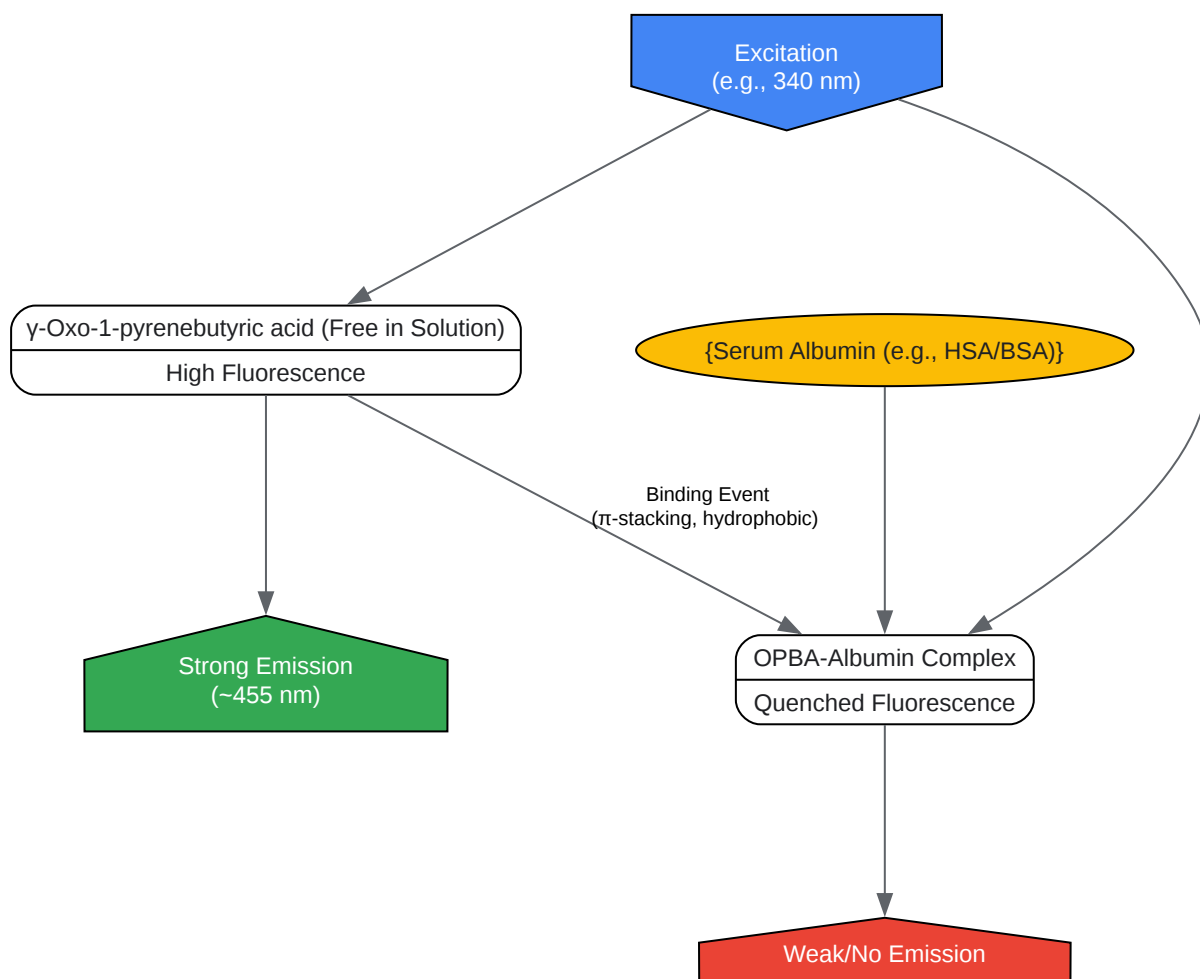 Excitation
(e.g., 340 nm)
γ-Oxo-1-pyrenebutyric acid (Free in Solution)
High Fluorescence
{Serum Albumin (e.g., HSA/BSA)}
Binding Event
(π-stacking, hydrophobic)
Strong Emission
(~455 nm)
OPBA-Albumin Complex
Quenched Fluorescence
Weak/No Emission